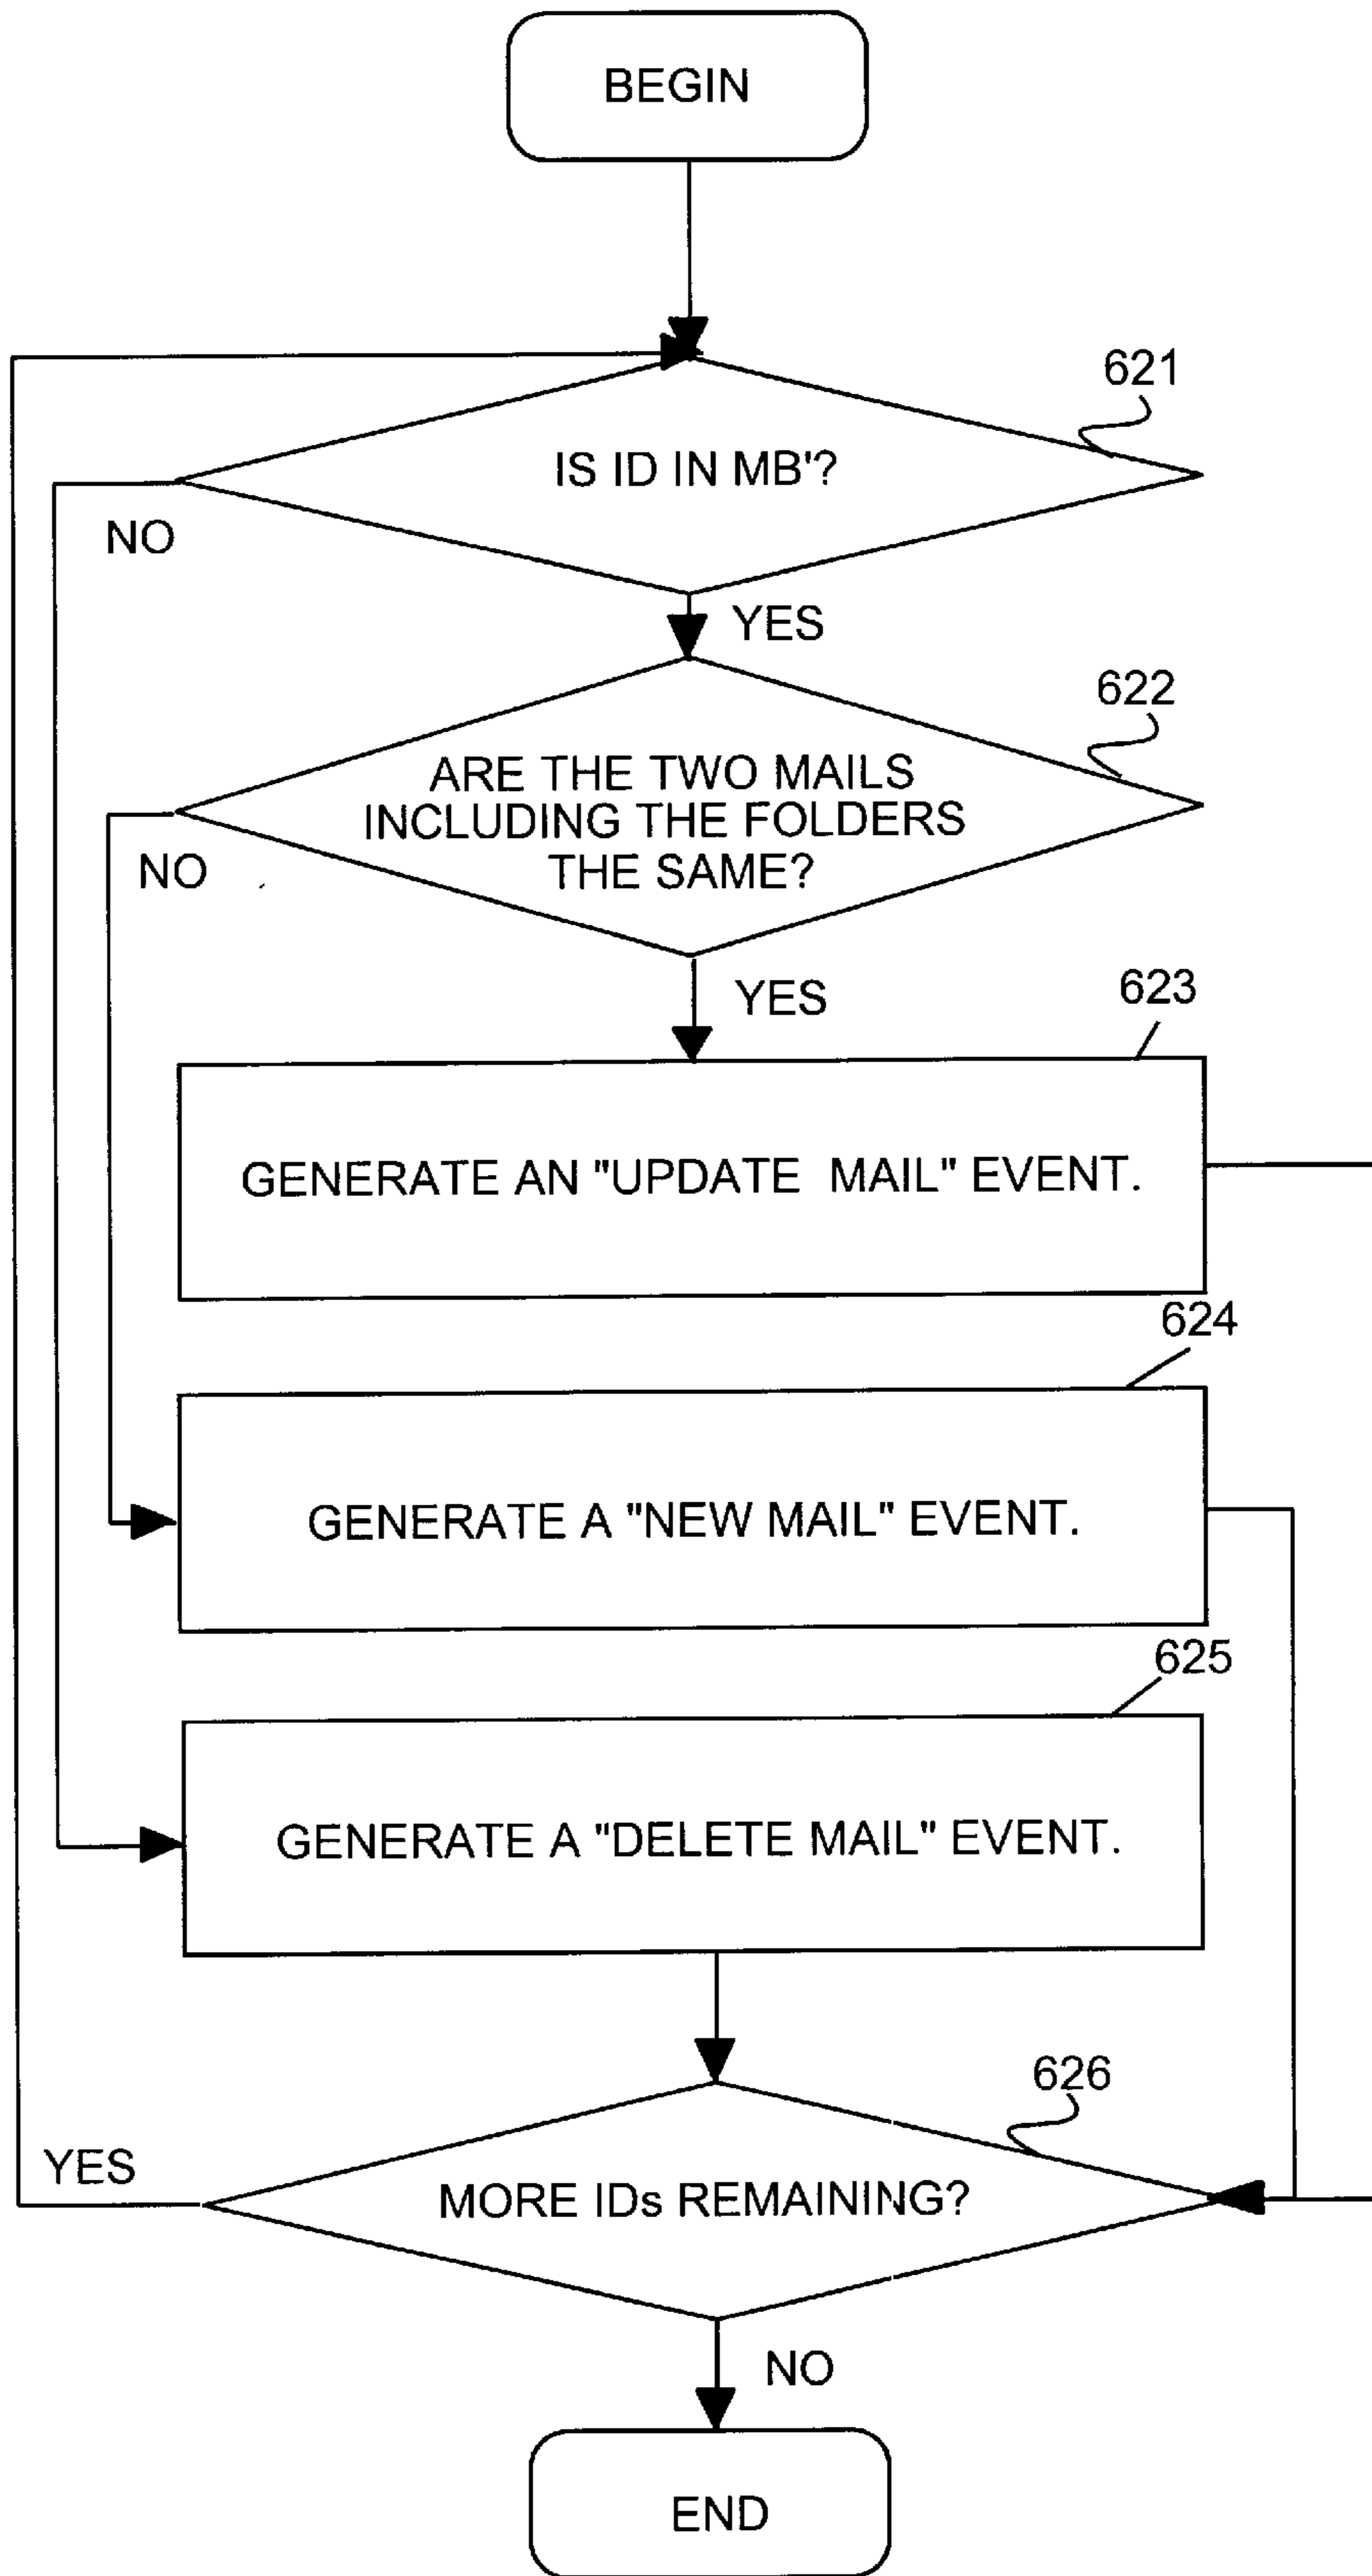 BEGIN
621
IS ID IN MB'?
NO
YES
622
ARE THE TWO MAILS
INCLUDING THE FOLDERS
THE SAME?
NO
YES
623
GENERATE AN "UPDATE MAIL" EVENT.
624
GENERATE A "NEW MAIL" EVENT.
625
GENERATE A "DELETE MAIL" EVENT.
626
YES
MORE IDs REMAINING?
NO
END